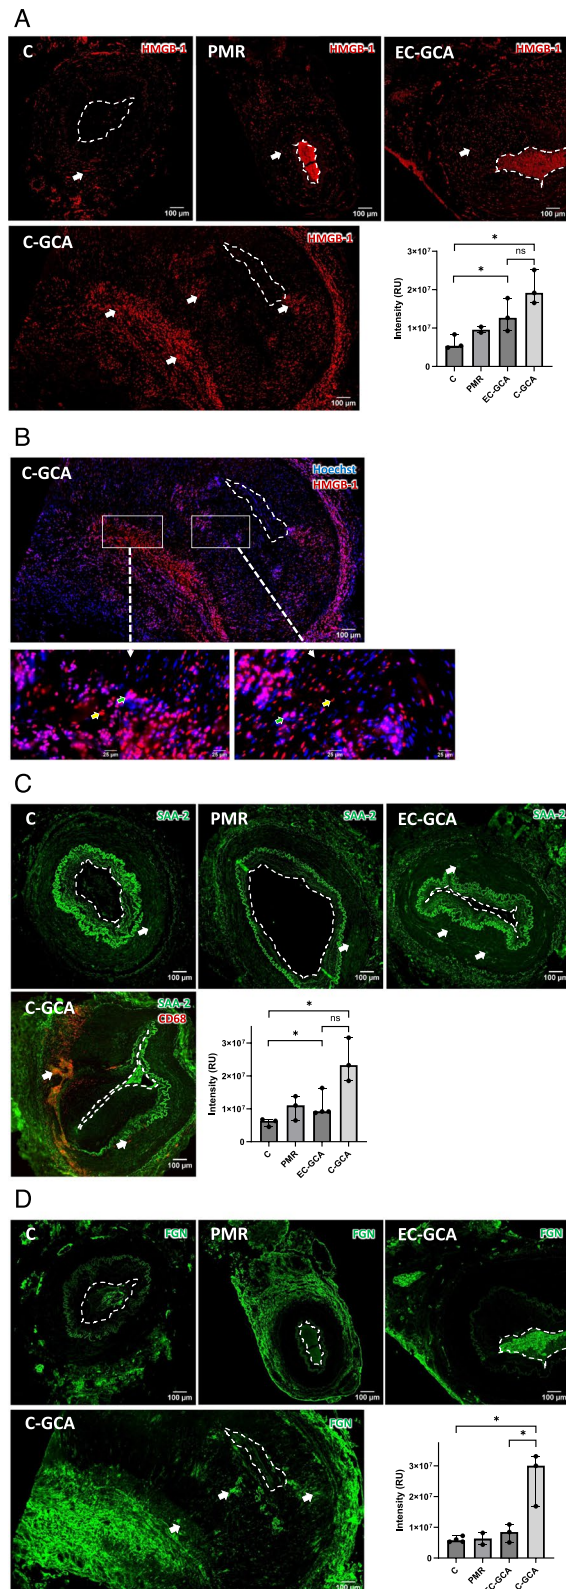 A
C
HMGB-1
PMR
HMGB-1
EC-GCA
HMGB-1
100 µm
100 µm
100 µm
C-GCA
HMGB-1
100 µm
Intensity (RU)
3×10⁷
2×10⁷
1×10⁷
0
*
*
ns
C
PMR
EC-GCA
C-GCA
B
C-GCA
Hoechst
HMGB-1
100 µm
25 µm
25 µm
C
C
SAA-2
PMR
SAA-2
EC-GCA
SAA-2
100 µm
100 µm
100 µm
C-GCA
SAA-2
CD68
100 µm
Intensity (RU)
3×10⁷
2×10⁷
1×10⁷
0
*
*
ns
C
PMR
EC-GCA
C-GCA
D
C
FGN
PMR
FGN
EC-GCA
FGN
100 µm
100 µm
100 µm
C-GCA
FGN
100 µm
Intensity (RU)
3×10⁷
2×10⁷
1×10⁷
0
*
*
C
PMR
EC-GCA
C-GCA